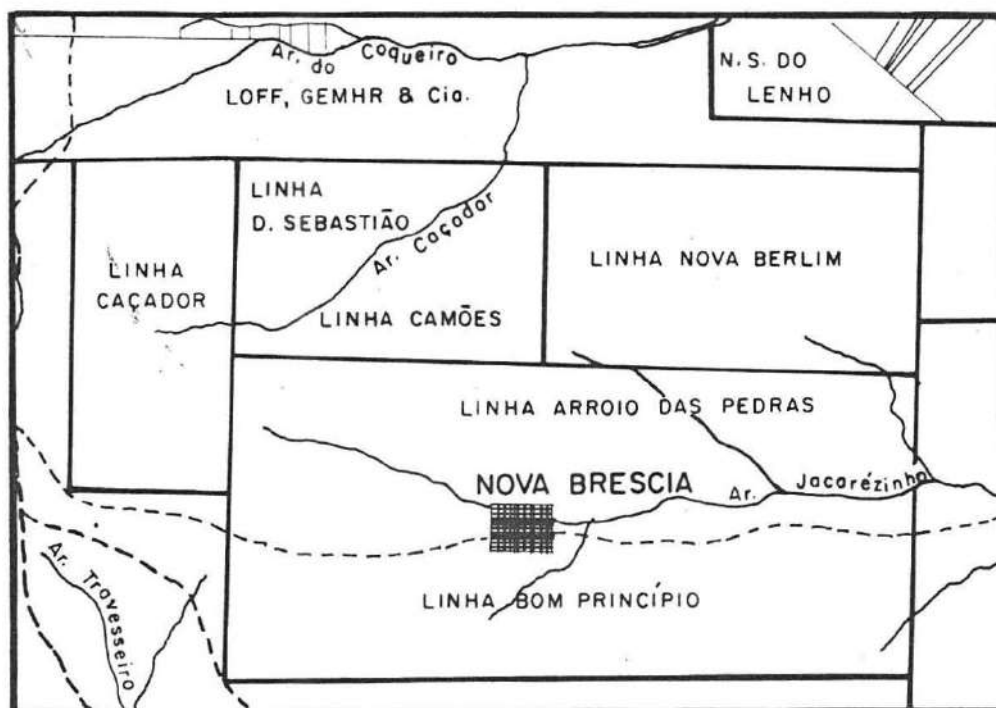 Ar. do Coqueiro
LOFF, GEMHR & Cia.
N. S. DO
LENHO
LINHA
D. SEBASTIÃO
Ar. Caçador
LINHA NOVA BERLIM
LINHA
CAÇADOR
LINHA CAMÕES
LINHA ARROIO DAS PEDRAS
NOVA BRESCIA
Ar. Jacarézinho
Ar. Travesseiro
LINHA BOM PRINCÍPIO